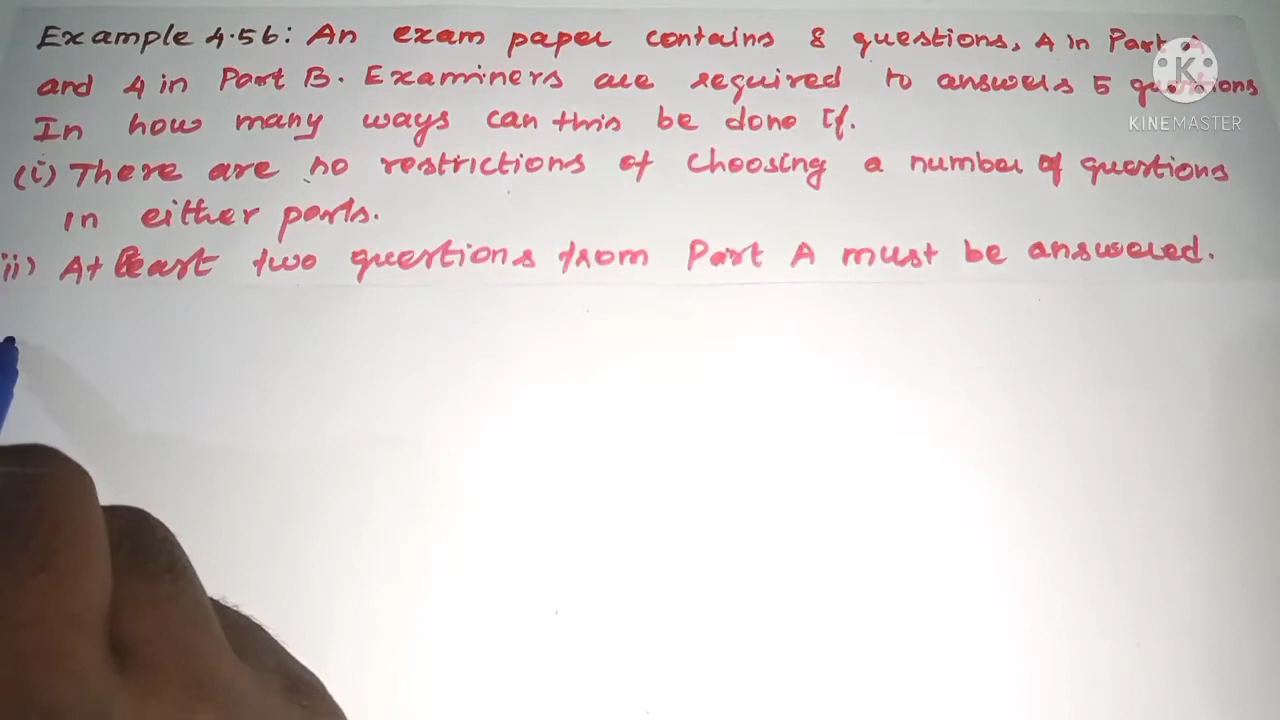 Example 4.56: An exam paper contains 8 questions, 4 in Part A
and 4 in Part B. Examiners are required to answers 5 questions
In how many ways can this be done If.
(i) There are no restrictions of choosing a number of questions
in either parts.
ii) At least two questions from Part A must be answered.
K
KINEMASTER